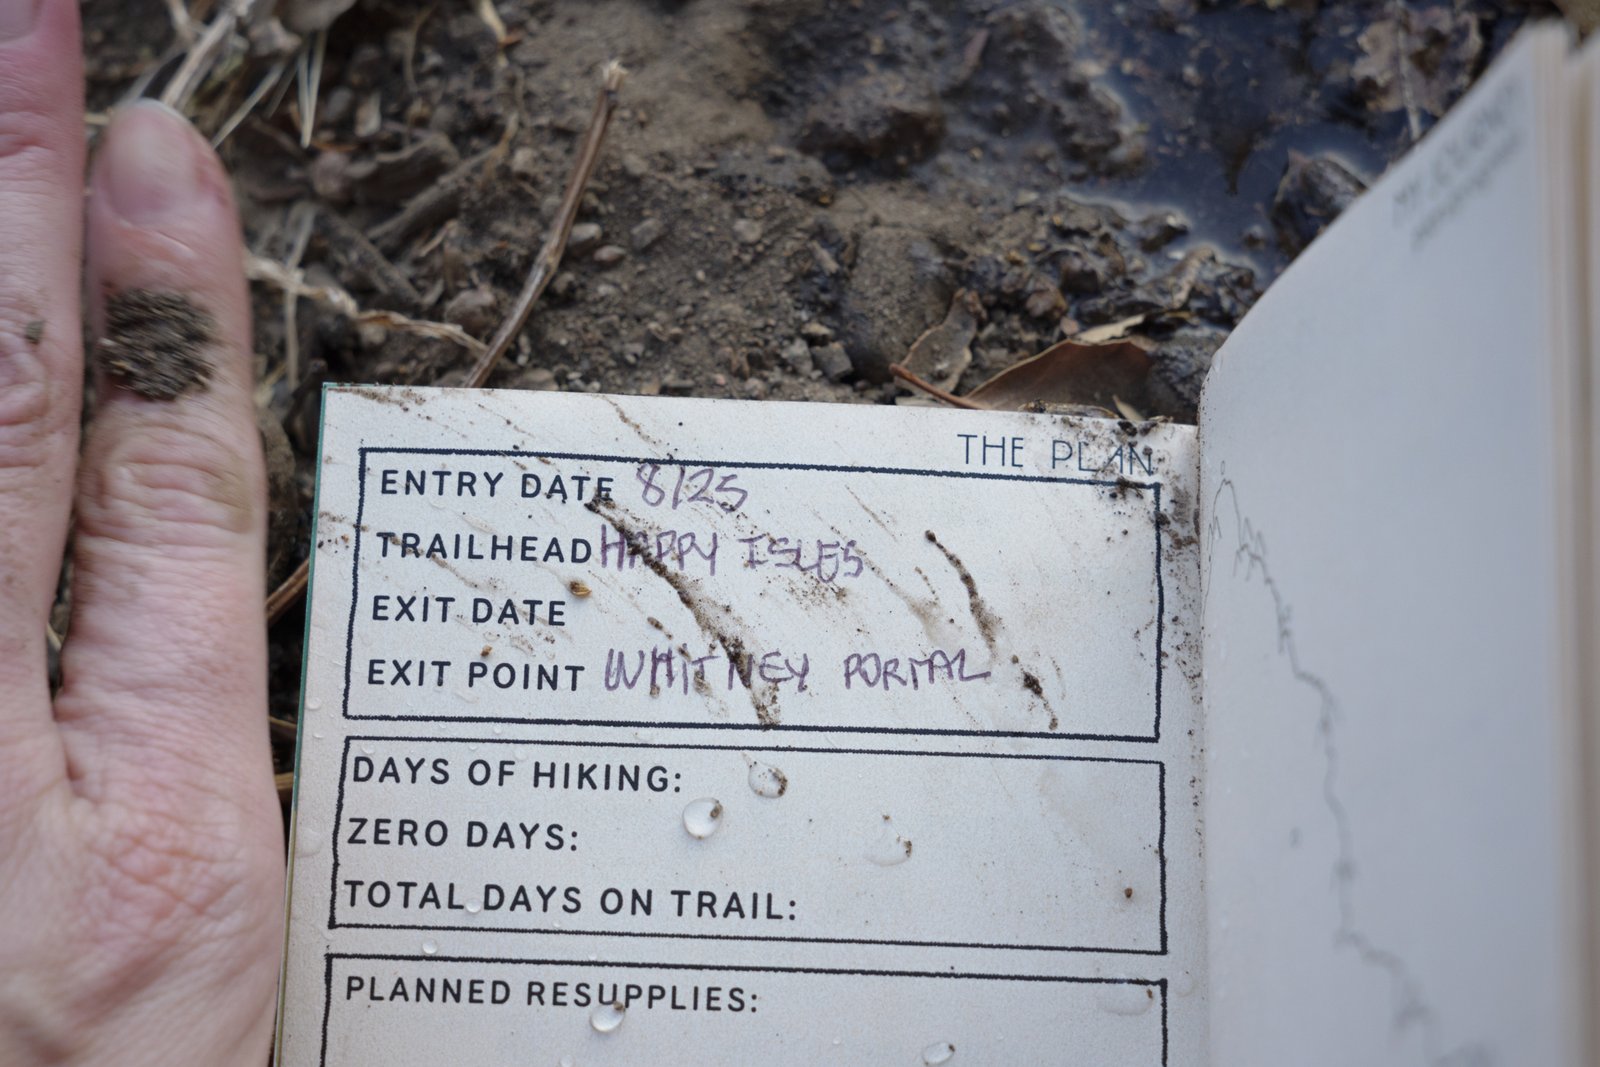 THE PLAN
ENTRY DATE 8/25
TRAILHEAD HAPPY ISLES
EXIT DATE
EXIT POINT WHITNEY PORTAL
DAYS OF HIKING:
ZERO DAYS:
TOTAL DAYS ON TRAIL:
PLANNED RESUPPLIES: